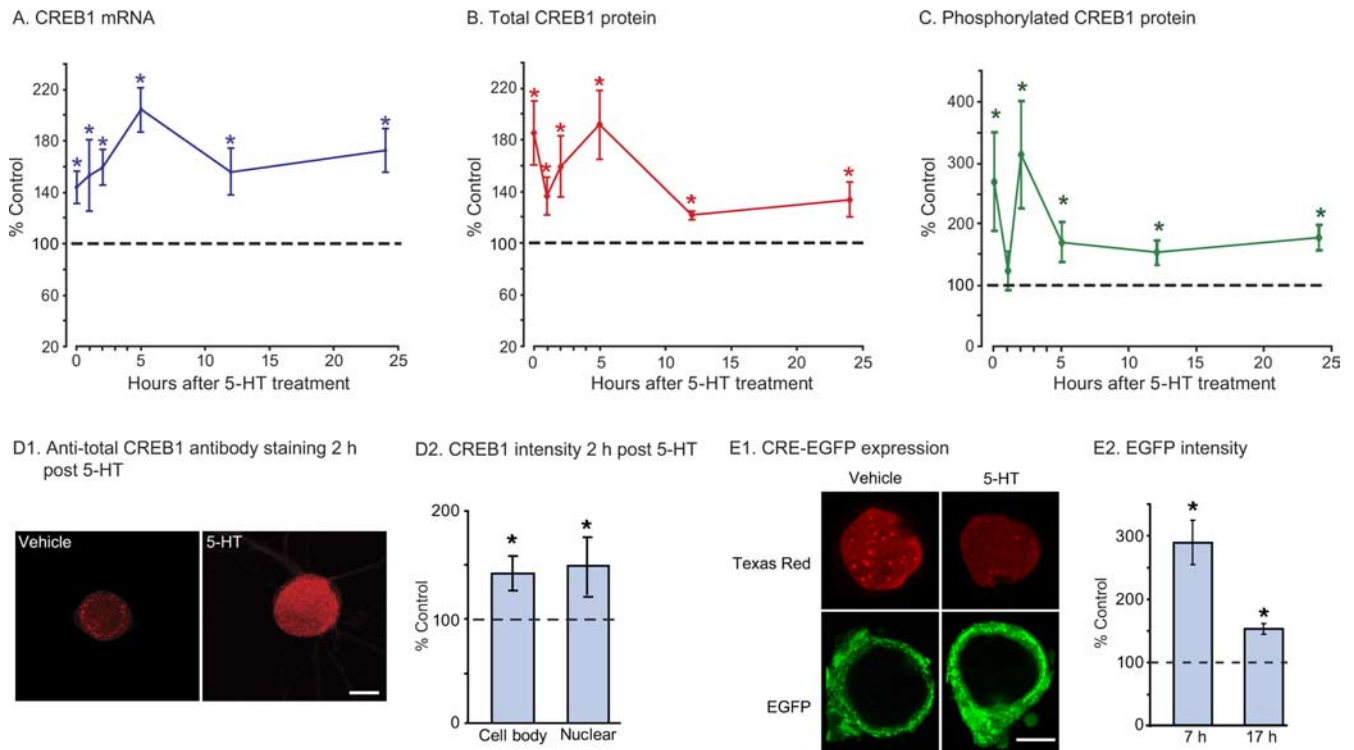 A. CREB1 mRNA
B. Total CREB1 protein
C. Phosphorylated CREB1 protein
% Control
220
180
140
100
60
20
*
*
*
*
*
*
0
5
10
15
20
25
Hours after 5-HT treatment
% Control
220
180
140
100
60
20
*
*
*
*
*
*
0
5
10
15
20
25
Hours after 5-HT treatment
% Control
400
300
200
100
0
*
*
*
*
*
0
5
10
15
20
25
Hours after 5-HT treatment
D1. Anti-total CREB1 antibody staining 2 h
post 5-HT
Vehicle
5-HT
D2. CREB1 intensity 2 h post 5-HT
% Control
200
100
0
*
*
Cell body
Nuclear
E1. CRE-EGFP expression
Vehicle
5-HT
Texas Red
EGFP
E2. EGFP intensity
% Control
300
200
100
0
*
*
7 h
17 h